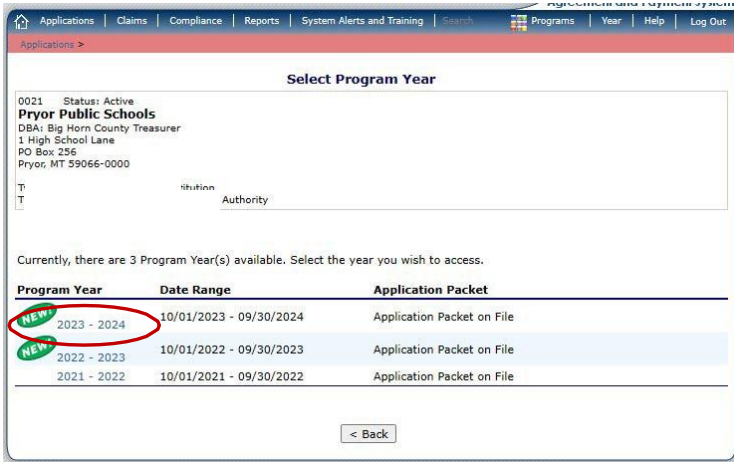 Agreement and Payment System
Applications | Claims | Compliance | Reports | System Alerts and Training | Search Programs | Year | Help | Log Out
Applications >
Select Program Year
0021 Status: Active
Pryor Public Schools
DBA: Big Horn County Treasurer
1 High School Lane
PO Box 256
Pryor, MT 59066-0000
Authority
Currently, there are 3 Program Year(s) available. Select the year you wish to access.
Program Year Date Range Application Packet
NEW! 2023 - 2024 10/01/2023 - 09/30/2024 Application Packet on File
NEW! 2022 - 2023 10/01/2022 - 09/30/2023 Application Packet on File
2021 - 2022 10/01/2021 - 09/30/2022 Application Packet on File
< Back